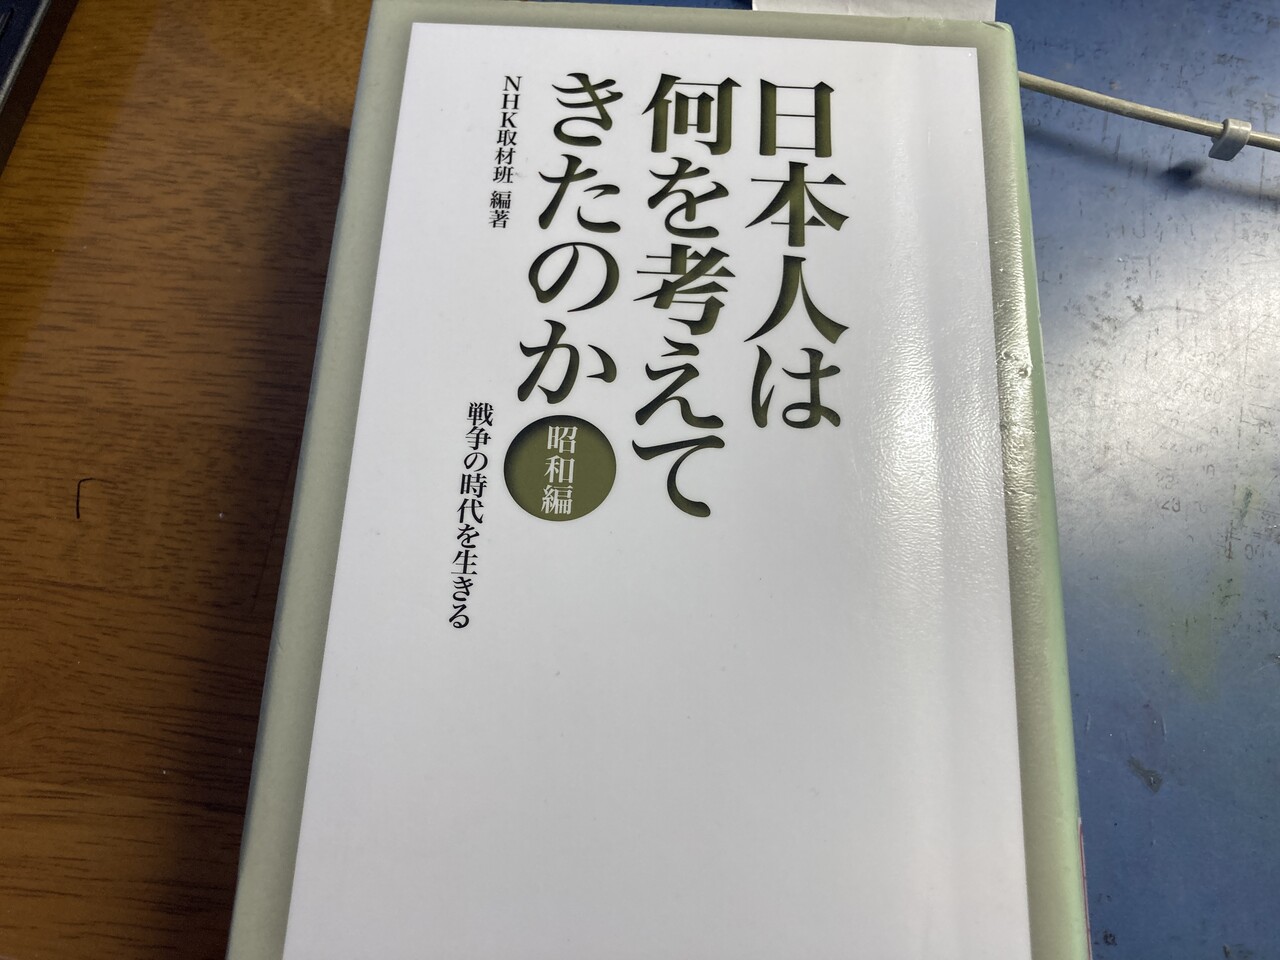 日本人は
何を考えて
きたのか
昭和編
NHK取材班 編著
戦争の時代を生きる